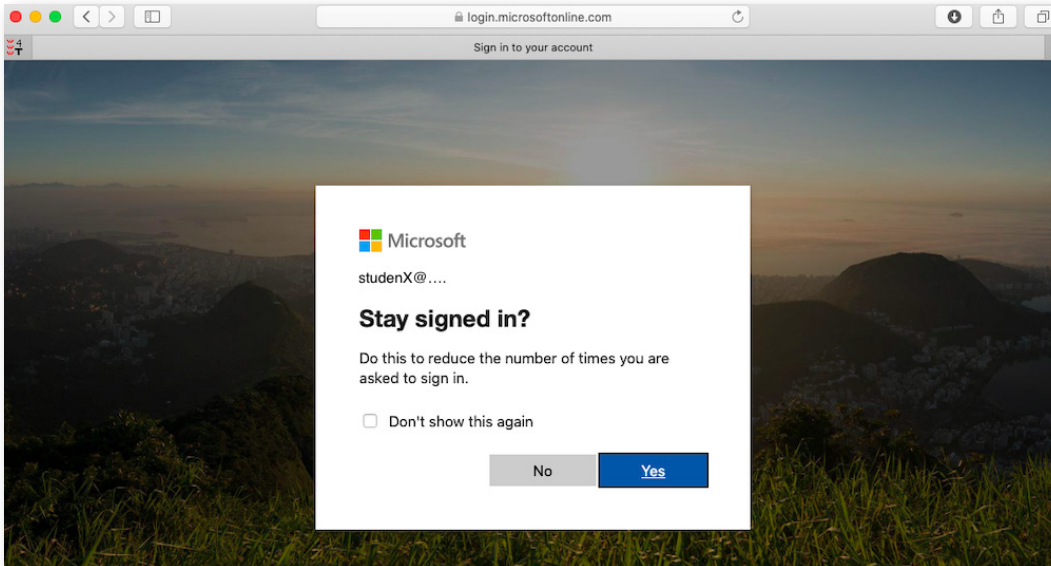 login.microsoftonline.com
4
T
Sign in to your account
Microsoft
studenX@....
Stay signed in?
Do this to reduce the number of times you are
asked to sign in.
Don't show this again
No
Yes